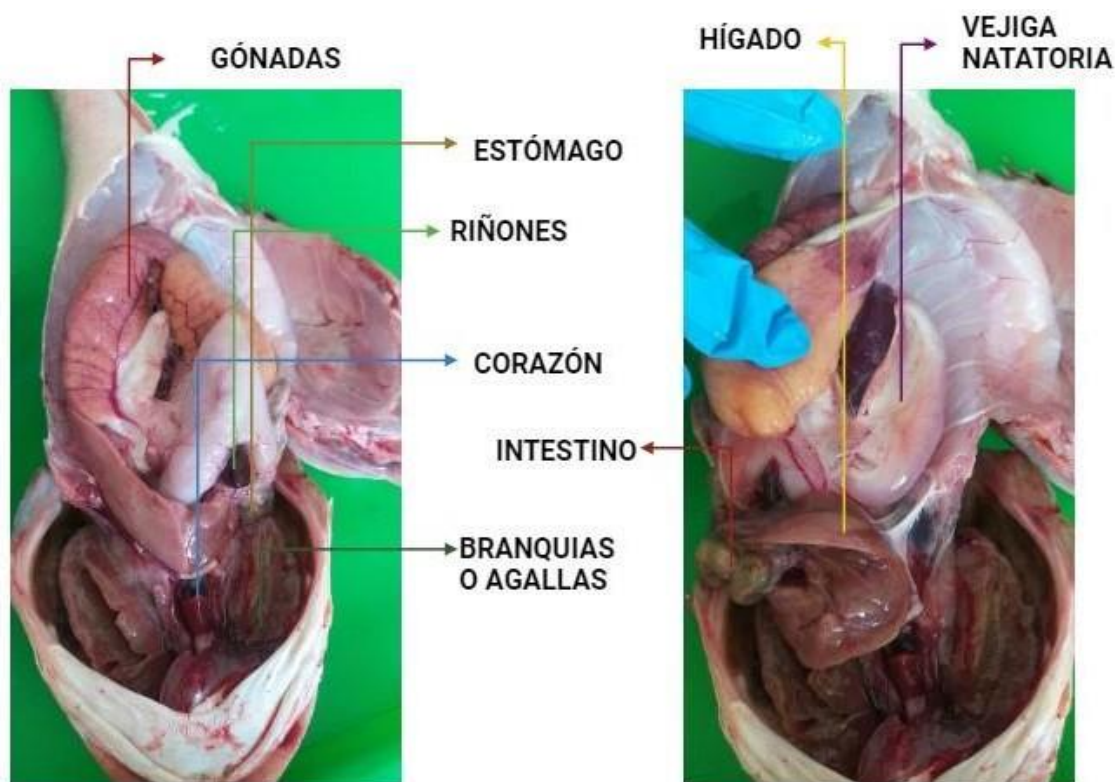 GÓNADAS
ESTÓMAGO
RIÑONES
CORAZÓN
BRANQUIAS
O AGALLAS
HÍGADO
VEJIGA
NATATORIA
INTESTINO